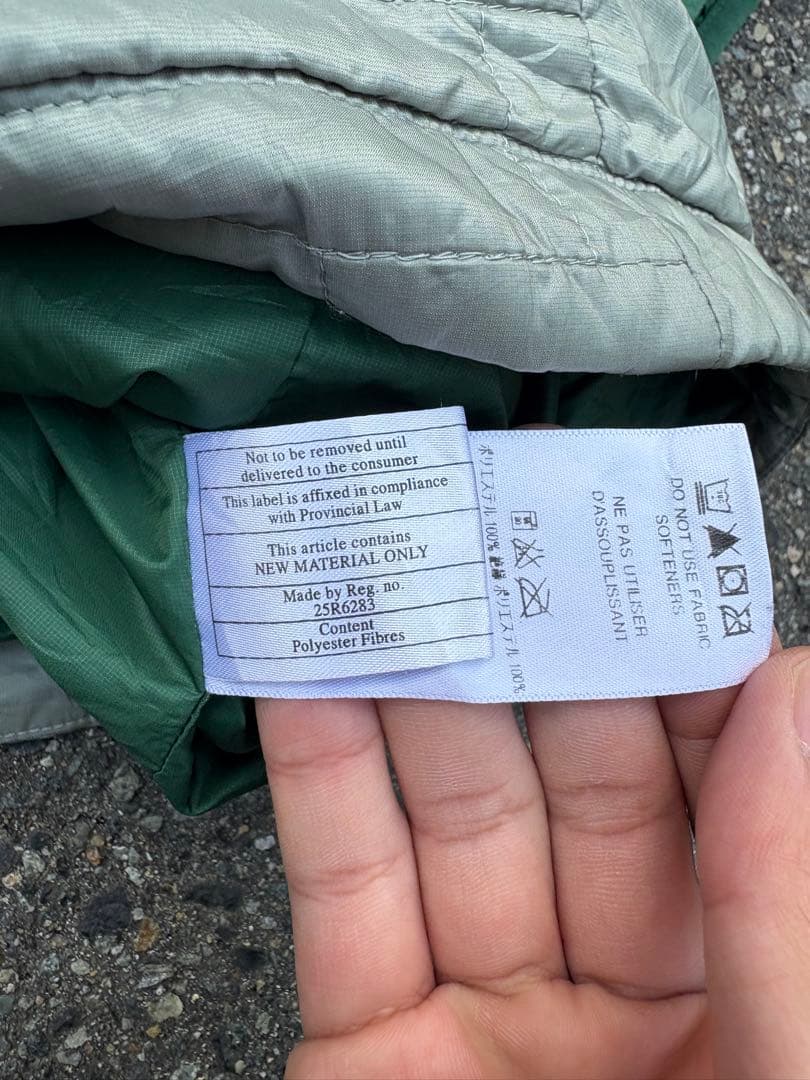 Not to be removed until
delivered to the consumer
This label is affixed in compliance
with Provincial Law
This article contains
NEW MATERIAL ONLY
Made by Reg. no.
25R6283
Content
Polyester Fibres
ポリエステル 100%
ポリエステル 100%
NE PAS UTILISER
D'ASSOUPLISSANT
DO NOT USE FABRIC
SOFTENERS